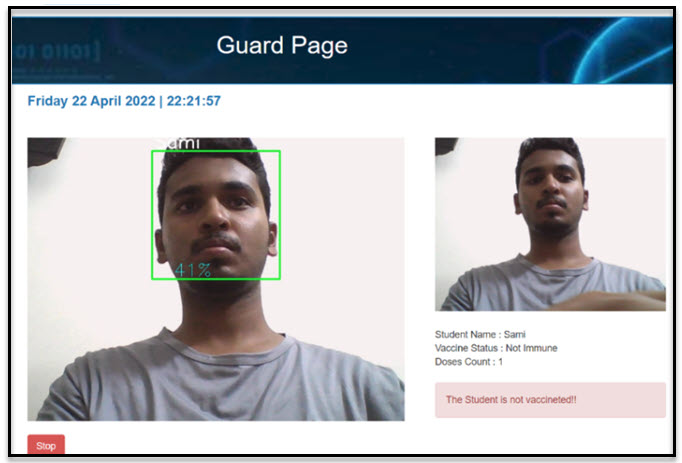 Guard Page
Friday 22 April 2022 | 22:21:57
Sami
41%
Student Name : Sami
Vaccine Status : Not Immune
Doses Count : 1
The Student is not vaccineted!!
Stop